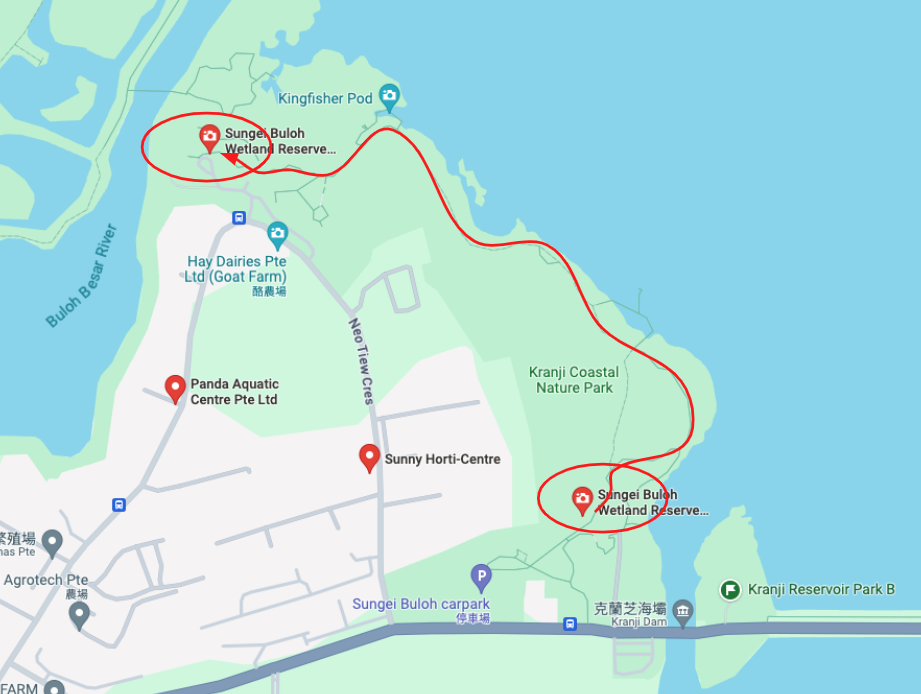 Kingfisher Pod
Sungei Buloh
Wetland Reserve...
Buloh Besar River
Hay Dairies Pte
Ltd (Goat Farm)
酪農場
Neo Tiew Cres
Kranji Coastal
Nature Park
Panda Aquatic
Centre Pte Ltd
Sunny Horti-Centre
Sungei Buloh
Wetland Reserve...
繁殖場
nas Pte
Agrotech Pte
農場
P
Sungei Buloh carpark
停車場
克蘭芝海壩
Kranji Dam
Kranji Reservoir Park B
FARM